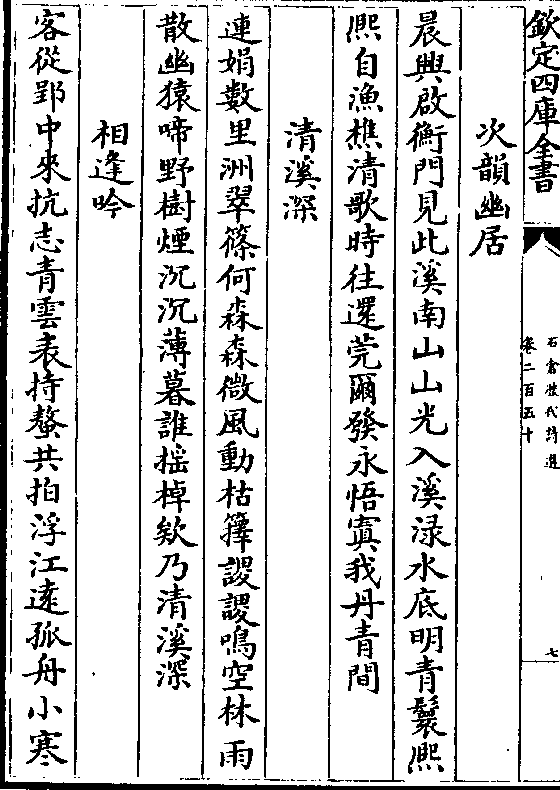 欽定四庫全書
石倉歷代詩選
卷二百五十
七
次韻幽居
晨興啟衡門見此溪南山山光入溪渌水底明青鬟熈
熈自漁樵清歌時往還莞爾發永悟寘我丹青間
清溪深
連娟數里洲翠篠何森森微風動枯籜謖謖鳴空林雨
散幽猿啼野樹煙沉沉薄暮誰揺棹欸乃清溪深
相逢吟
客從郢中來抗志青雲表持螯共拍浮江逺孤舟小寒